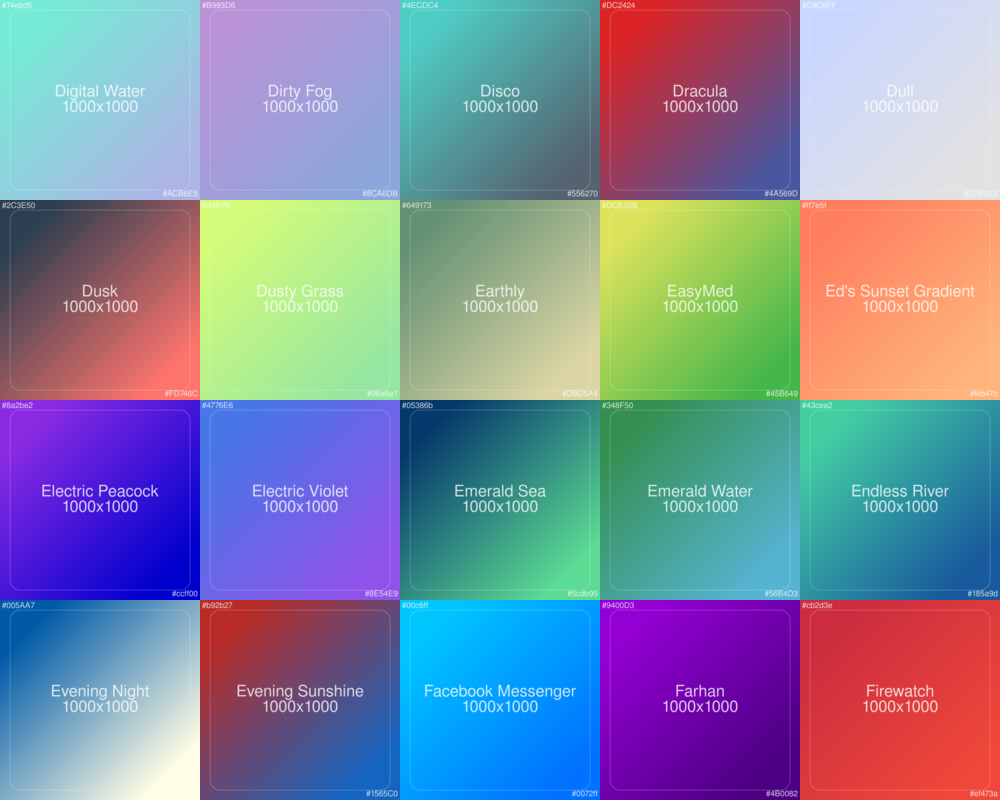 #74ebd5
Digital Water
1000x1000
#ACB6E5
#B993D6
Dirty Fog
1000x1000
#8CA6DB
#4ECDC4
Disco
1000x1000
#556270
#DC2424
Dracula
1000x1000
#4A569D
#C9D6FF
Dull
1000x1000
#E2E2E2
#2C3E50
Dusk
1000x1000
#FD746C
Dusty Grass
1000x1000
#96e6a1
#649173
Earthly
1000x1000
#DBD5A4
#DCE35B
EasyMed
1000x1000
#45B649
#ff7e5f
Ed's Sunset Gradient
1000x1000
#feb47b
#8a2be2
Electric Peacock
1000x1000
#ccff00
#4776E6
Electric Violet
1000x1000
#8E54E9
#05386b
Emerald Sea
1000x1000
#5cdb95
#348F50
Emerald Water
1000x1000
#56B4D3
#43cea2
Endless River
1000x1000
#185a9d
#005AA7
Evening Night
1000x1000
#b92b27
Evening Sunshine
1000x1000
#1565C0
#00c6ff
Facebook Messenger
1000x1000
#0072ff
#9400D3
Farhan
1000x1000
#4B0082
#cb2d3e
Firewatch
1000x1000
#ef473a